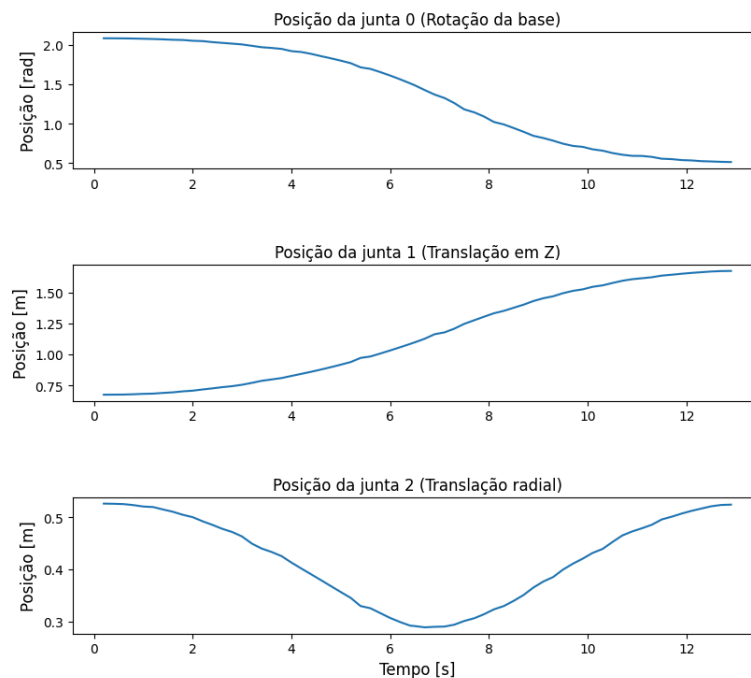 Posição da junta 0 (Rotação da base)
Posição [rad]
2.0
1.5
1.0
0.5
0 2 4 6 8 10 12
Posição da junta 1 (Translação em Z)
Posição [m]
1.50
1.25
1.00
0.75
0 2 4 6 8 10 12
Posição da junta 2 (Translação radial)
Posição [m]
0.5
0.4
0.3
0 2 4 6 8 10 12
Tempo [s]